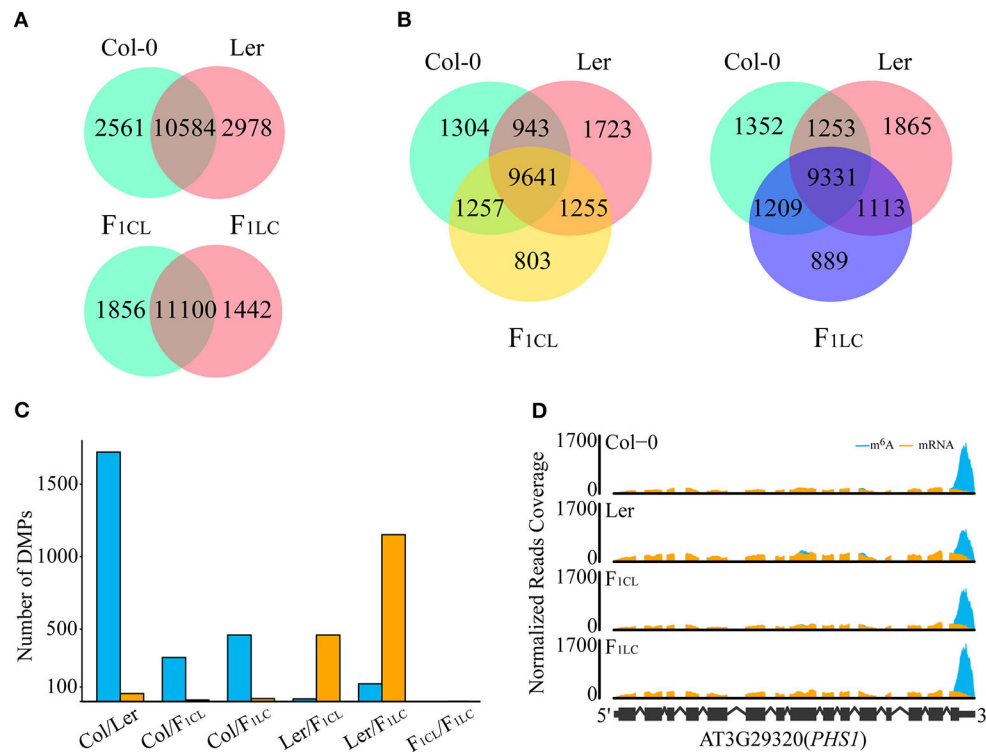 A
Col-0 Ler
2561 10584 2978
F1CL F1LC
1856 11100 1442
B
Col-0 Ler
1304 943 1723
9641
1257 1255
803
F1CL
Col-0 Ler
1352 1253 1865
9331
1209 1113
889
F1LC
C
Number of DMPs
1500
1000
500
100
Col/Ler Col/F1CL Col/F1LC Ler/F1CL Ler/F1LC F1CL/F1LC
D
Normalized Reads Coverage
m6A mRNA
1700 Col−0
0
1700 Ler
0
1700 F1CL
0
1700 F1LC
0
5' 3
AT3G29320(PHS1)